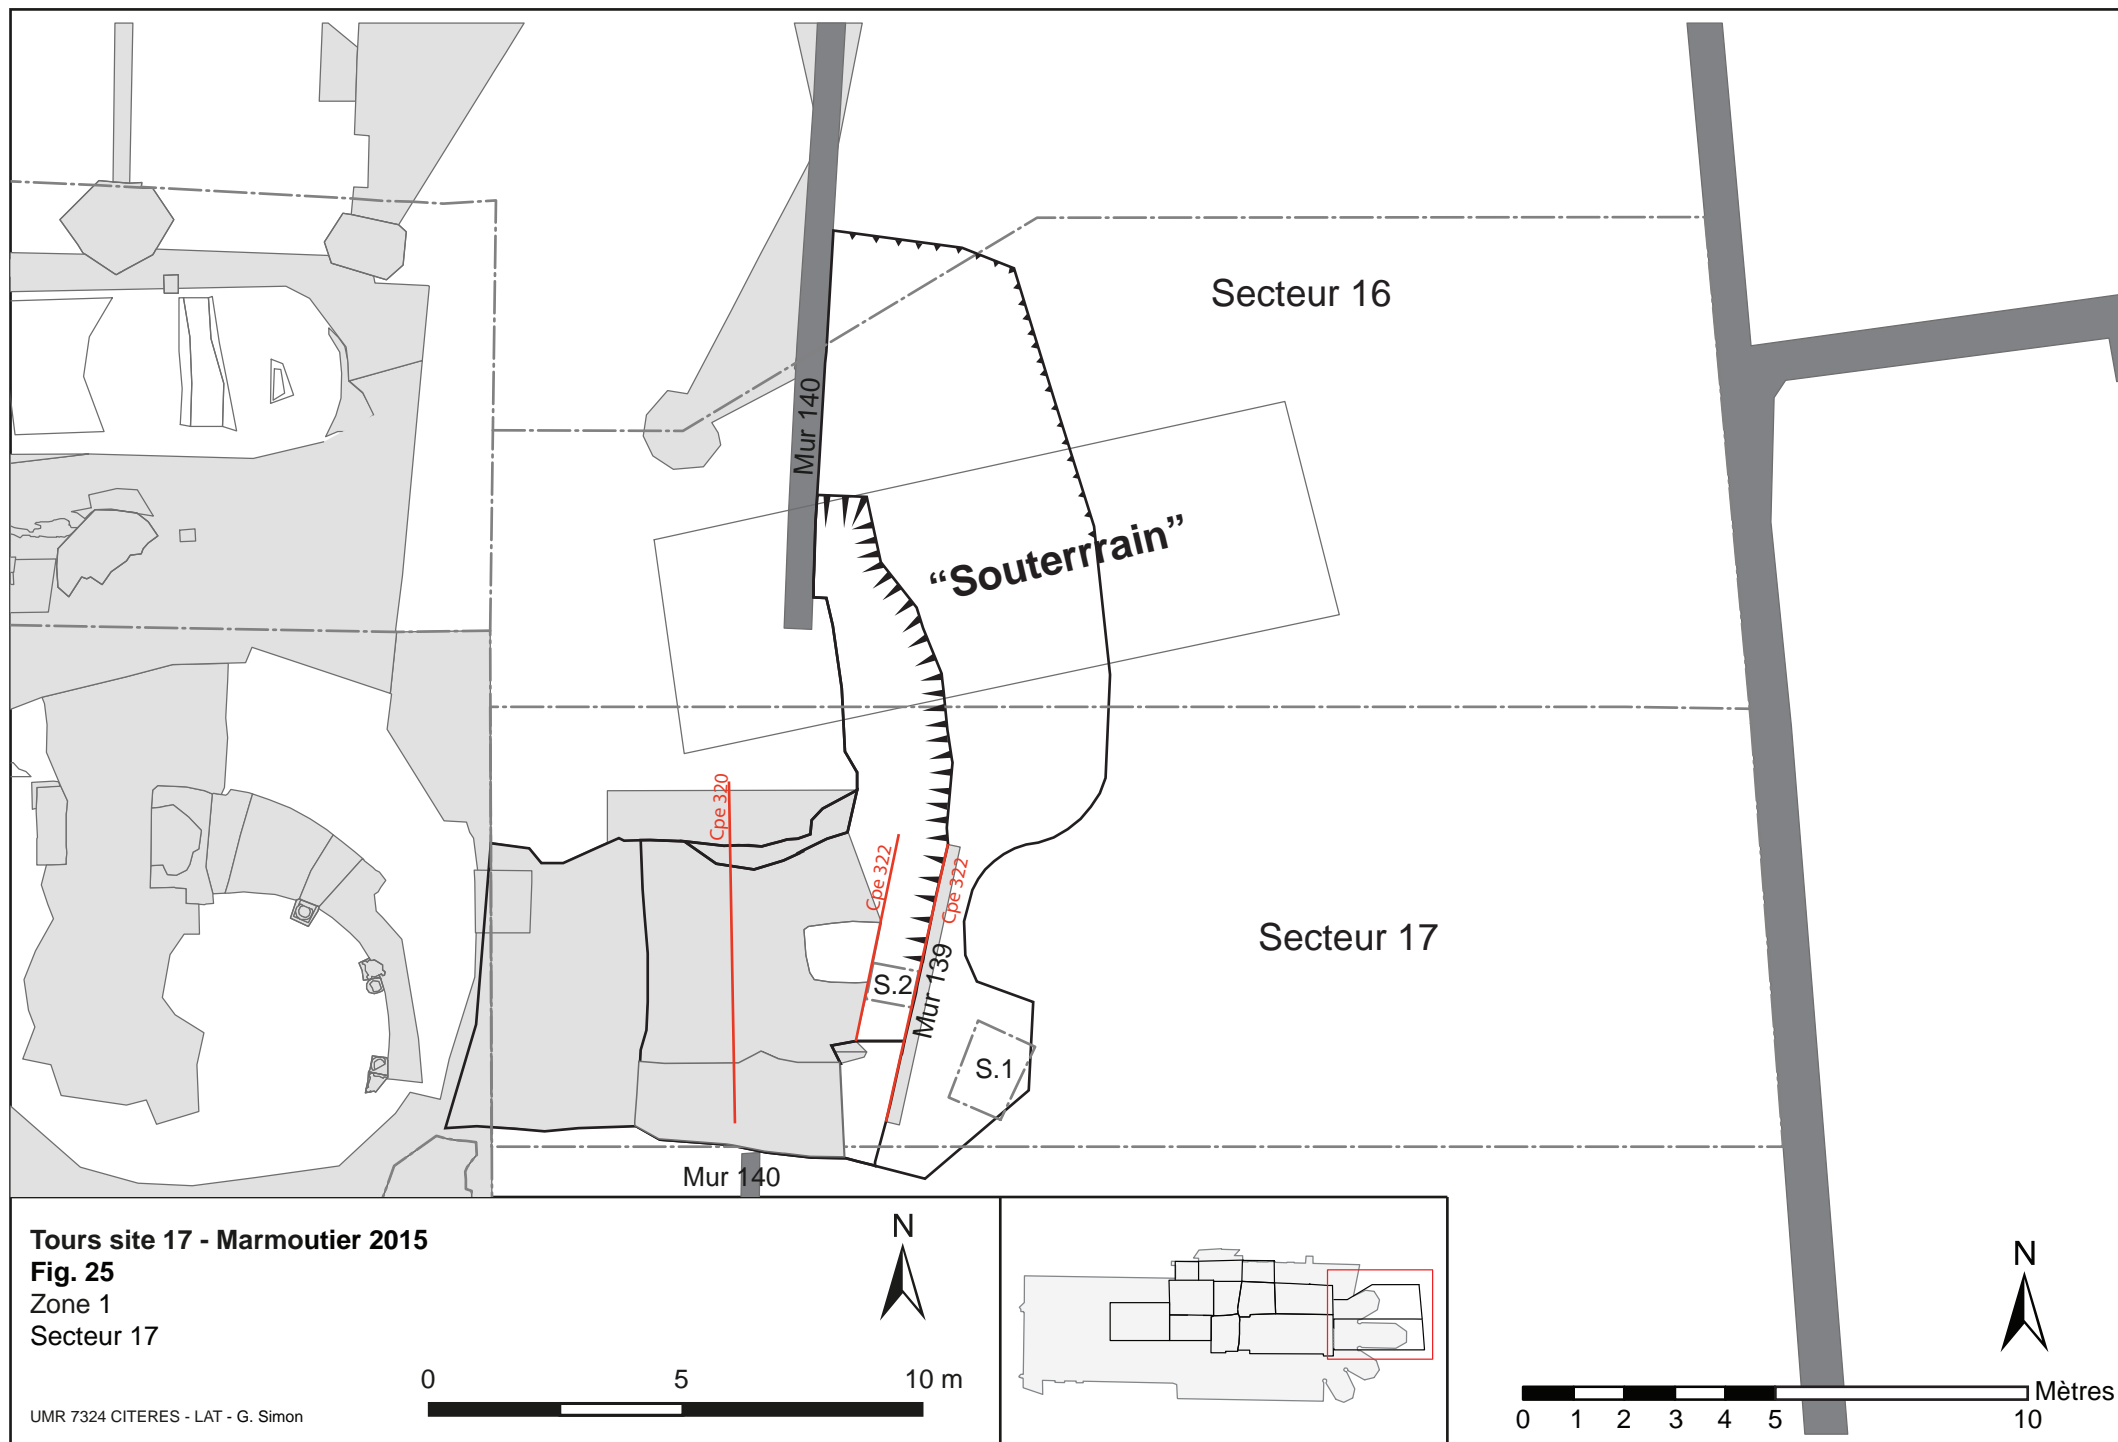 Secteur 16
Mur 140
“Souterrrain”
Cpe 320
Cpe 322
Cpe 322
Secteur 17
S.2
Mur 139
S.1
Mur 140
Tours site 17 - Marmoutier 2015
Fig. 25
Zone 1
Secteur 17
UMR 7324 CITERES - LAT - G. Simon
N
0 5 10 m
N
Mètres
0 1 2 3 4 5 10